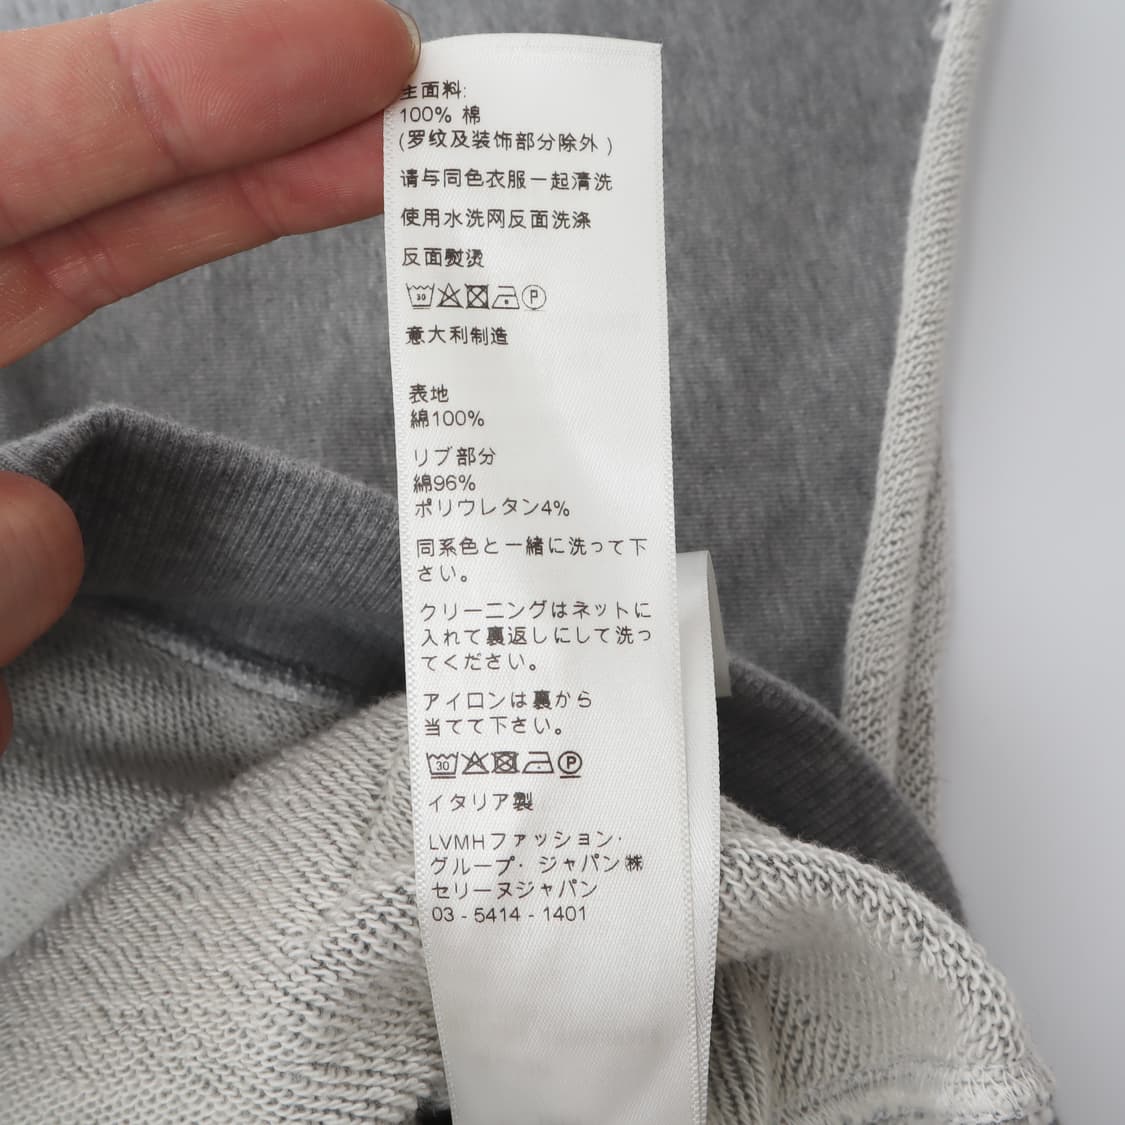 主面料:
100% 棉
(罗纹及装饰部分除外 )
请与同色衣服一起清洗
使用水洗网反面洗涤
反面熨烫
30 P
意大利制造
表地
綿100%
リブ部分
綿96%
ポリウレタン4%
同系色と一緒に洗って下
さい。
クリーニングはネットに
入れて裏返しにして洗っ
てください。
アイロンは裏から
当てて下さい。
30 P
イタリア製
LVMHファッション·
グループ· ジャパン㈱
セリーヌジャパン
03 - 5414 - 1401